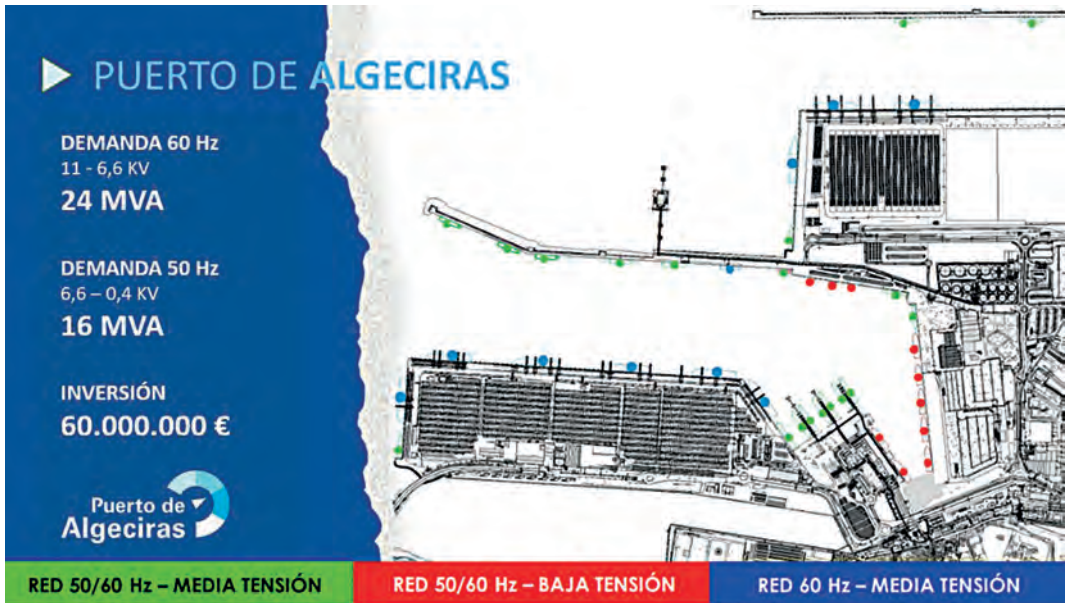 PUERTO DE ALGECIRAS
DEMANDA 60 Hz
11 - 6,6 KV
24 MVA
DEMANDA 50 Hz
6,6 – 0,4 KV
16 MVA
INVERSIÓN
60.000.000 €
Puerto de
Algeciras
RED 50/60 Hz – MEDIA TENSIÓN
RED 50/60 Hz – BAJA TENSIÓN
RED 60 Hz – MEDIA TENSIÓN